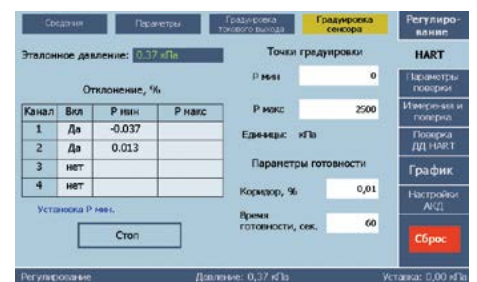 Сведения
Параметры
Градуировка токового выхода
Градуировка сенсора
Регулиро-
вание
Эталонное давление: 0.37 кПа
Отклонение, %
Канал Вкл Р мин Р макс
1 Да -0.037
2 Да 0.013
3 нет
4 нет
Установка Р мин.
Стоп
Точки градуировки
Р мин 0
Р макс 2500
Единицы: кПа
Параметры готовности
Коридор, % 0,01
Время
готовности, сек. 60
HART
Параметры
поверки
Измерения и
поверка
Поверка
ДД HART
График
Настройки
АКД
Сброс
Регулирование
Давление: 0,37 кПа
Уставка: 0,00 кПа